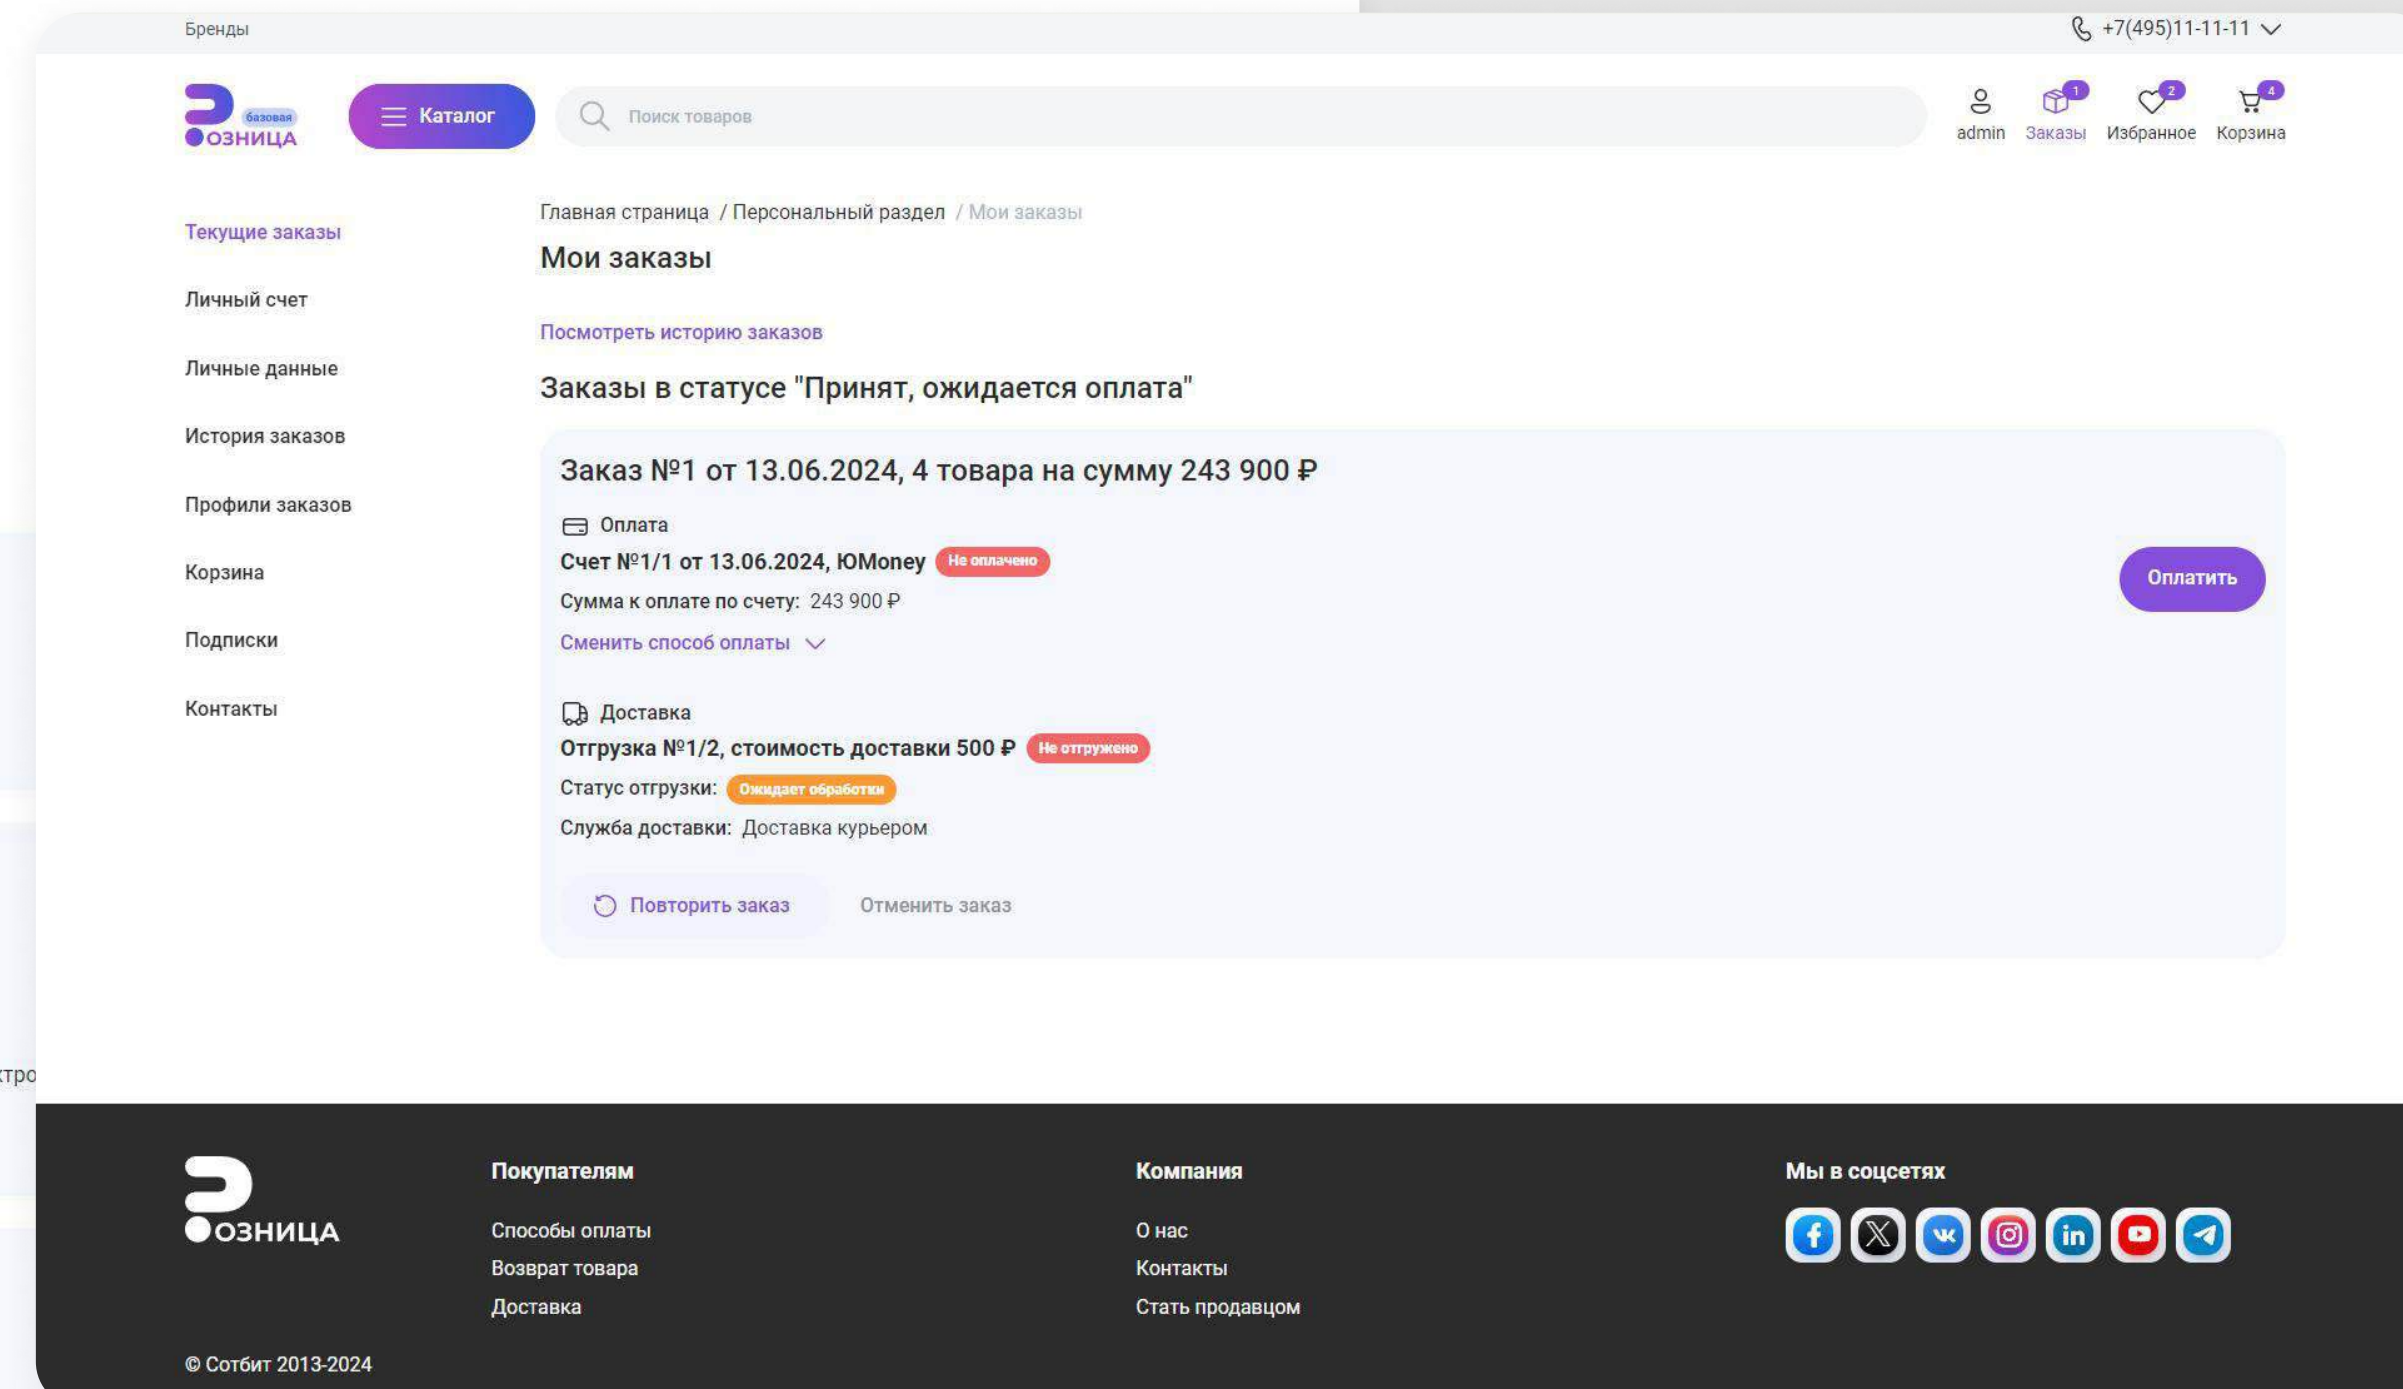 Бренды
+7(495)11-11-11
базовая
ОЗНИЦА
Каталог
Поиск товаров
1
2
4
admin
Заказы
Избранное
Корзина
Главная страница / Персональный раздел / Мои заказы
Мои заказы
Текущие заказы
Личный счет
Личные данные
История заказов
Профили заказов
Корзина
Подписки
Контакты
Посмотреть историю заказов
Заказы в статусе "Принят, ожидается оплата"
Заказ №1 от 13.06.2024, 4 товара на сумму 243 900 ₽
Оплата
Счет №1/1 от 13.06.2024, ЮMoney Не оплачено
Сумма к оплате по счету: 243 900 ₽
Сменить способ оплаты
Оплатить
Доставка
Отгрузка №1/2, стоимость доставки 500 ₽ Не отгружено
Статус отгрузки: Ожидает обработки
Служба доставки: Доставка курьером
Повторить заказ
Отменить заказ
ОЗНИЦА
Покупателям
Способы оплаты
Возврат товара
Доставка
Компания
О нас
Контакты
Стать продавцом
Мы в соцсетях
© Сотбит 2013-2024